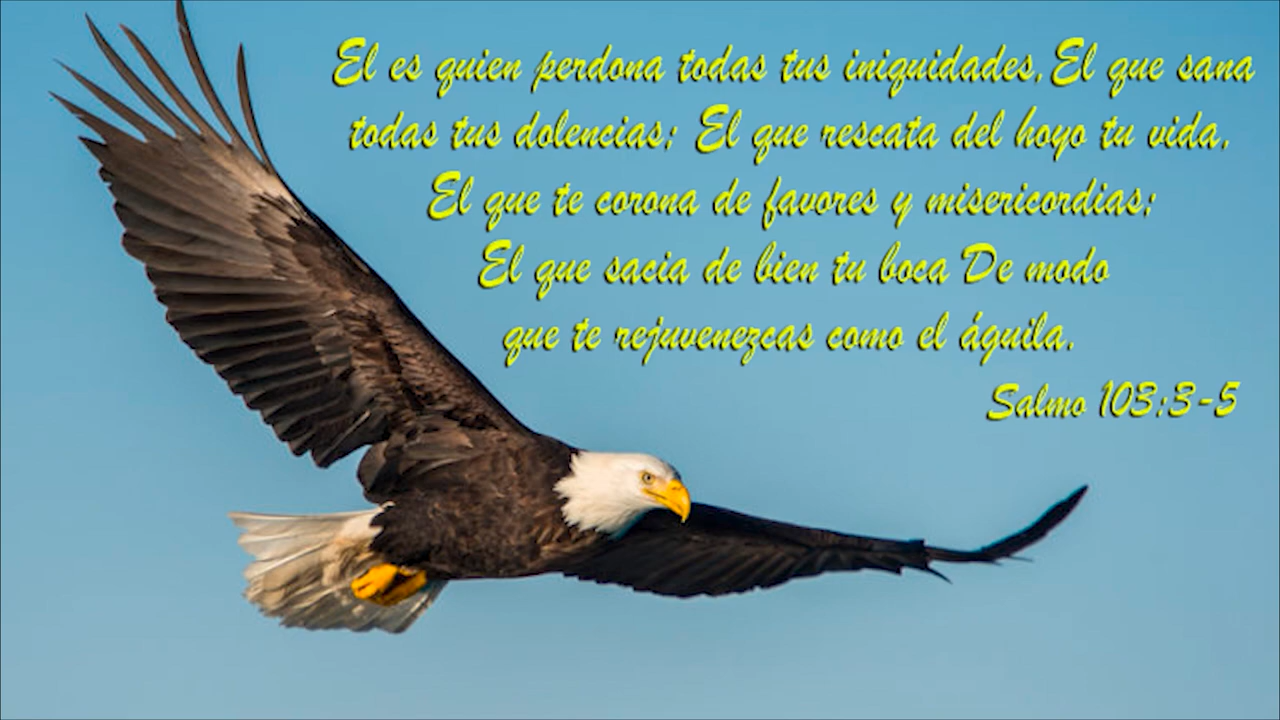 El es quien perdona todas tus iniquidades, El que sana
todas tus dolencias; El que rescata del hoyo tu vida,
El que te corona de favores y misericordias;
El que sacia de bien tu boca De modo
que te rejuvenezcas como el águila.
Salmo 103:3-5